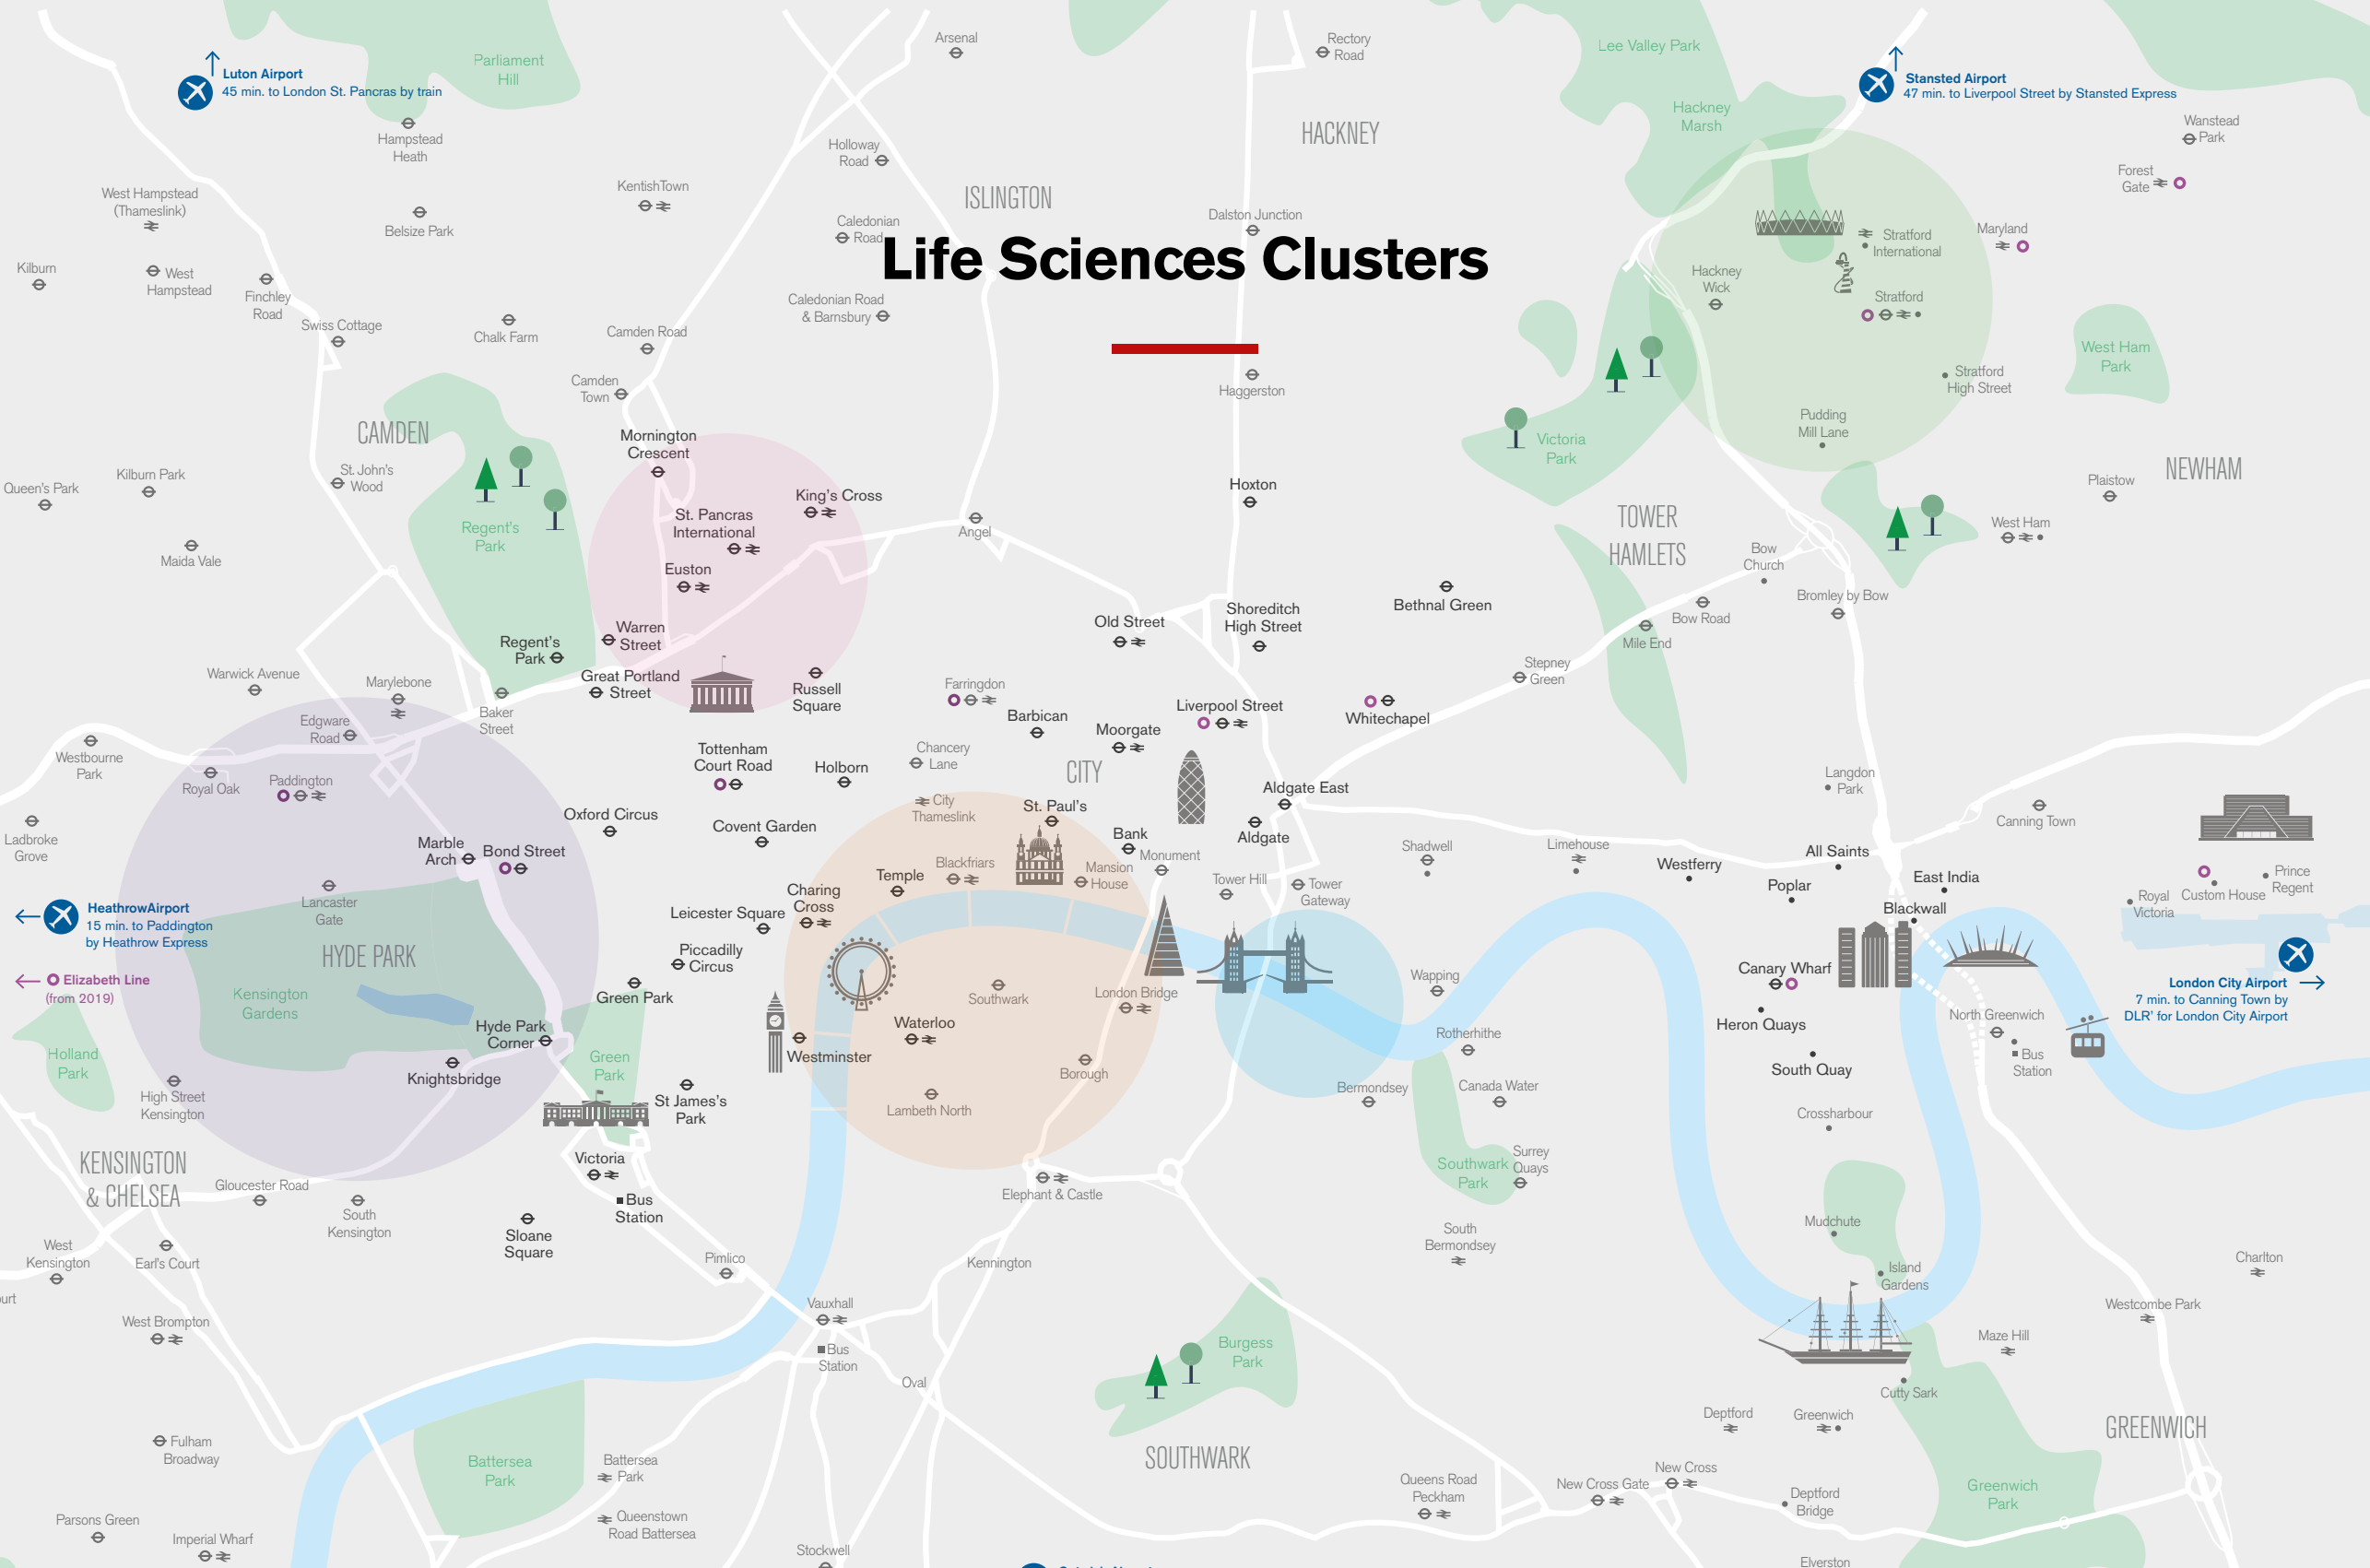 Life Sciences Clusters
Luton Airport
45 min. to London St. Pancras by train
Parliament
Hill
Arsenal
Rectory
Road
Lee Valley Park
Stansted Airport
47 min. to Liverpool Street by Stansted Express
Hackney
Marsh
Wanstead
Park
Forest
Gate
Hampstead
Heath
Holloway
Road
HACKNEY
West Hampstead
(Thameslink)
KentishTown
ISLINGTON
Belsize Park
Caledonian
Road
Dalston Junction
Stratford
International
Maryland
Kilburn
West
Hampstead
Finchley
Road
Hackney
Wick
Stratford
Swiss Cottage
Chalk Farm
Camden Road
Caledonian Road
& Barnsbury
West Ham
Park
Camden
Town
Haggerston
Stratford
High Street
CAMDEN
Mornington
Crescent
Pudding
Mill Lane
Victoria
Park
NEWHAM
Queen's Park
Kilburn Park
St. John's
Wood
King's Cross
Hoxton
Plaistow
St. Pancras
International
Regent's
Park
Angel
TOWER
HAMLETS
West Ham
Maida Vale
Euston
Bow
Church
Bethnal Green
Bromley by Bow
Bow Road
Mile End
Regent's
Park
Warren
Street
Old Street
Shoreditch
High Street
Warwick Avenue
Marylebone
Great Portland
Street
Russell
Square
Farringdon
Stepney
Green
Edgware
Road
Baker
Street
Barbican
Moorgate
Liverpool Street
Whitechapel
Westbourne
Park
Royal Oak
Paddington
Tottenham
Court Road
Holborn
Chancery
Lane
CITY
Langdon
Park
Ladbroke
Grove
Oxford Circus
Covent Garden
City
Thameslink
St. Paul's
Aldgate East
Canning Town
Marble
Arch
Bond Street
Bank
Aldgate
Blackfriars
Mansion
House
Monument
Shadwell
Limehouse
Westferry
All Saints
Temple
Tower Hill
Tower
Gateway
Poplar
East India
Custom House
Prince
Regent
Royal
Victoria
Lancaster
Gate
Charing
Cross
Leicester Square
Blackwall
HeathrowAirport
15 min. to Paddington
by Heathrow Express
HYDE PARK
Piccadilly
Circus
Elizabeth Line
(from 2019)
Kensington
Gardens
Green Park
Southwark
London Bridge
Wapping
Canary Wharf
London City Airport
7 min. to Canning Town by
DLR' for London City Airport
Hyde Park
Corner
Waterloo
Heron Quays
North Greenwich
Rotherhithe
Holland
Park
Knightsbridge
Green
Park
Westminster
Borough
South Quay
Bus
Station
High Street
Kensington
St James's
Park
Lambeth North
Bermondsey
Canada Water
Crossharbour
KENSINGTON
& CHELSEA
Victoria
Southwark
Park
Surrey
Quays
Gloucester Road
South
Kensington
Bus
Station
Elephant & Castle
Sloane
Square
South
Bermondsey
Mudchute
West
Kensington
Earl's Court
Pimlico
Kennington
Island
Gardens
Charlton
urt
West Brompton
Vauxhall
Westcombe Park
Bus
Station
Burgess
Park
Maze Hill
Oval
Cutty Sark
Deptford
Greenwich
GREENWICH
Fulham
Broadway
Battersea
Park
Battersea
Park
SOUTHWARK
Queens Road
Peckham
New Cross Gate
New Cross
Deptford
Bridge
Greenwich
Park
Parsons Green
Imperial Wharf
Queenstown
Road Battersea
Stockwell
Elverston